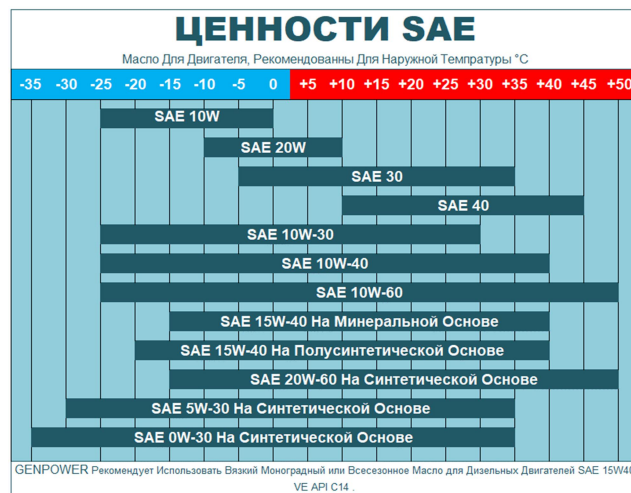 ЦЕННОСТИ SAE
Масло Для Двигателя, Рекомендованны Для Наружной Темпратуры °C
-35 -30 -25 -20 -15 -10 -5 0 +5 +10 +15 +20 +25 +30 +35 +40 +45 +50
SAE 10W
SAE 20W
SAE 30
SAE 40
SAE 10W-30
SAE 10W-40
SAE 10W-60
SAE 15W-40 На Минеральной Основе
SAE 15W-40 На Полусинтетической Основе
SAE 20W-60 На Синтетической Основе
SAE 5W-30 На Синтетической Основе
SAE 0W-30 На Синтетической Основе
GENPOWER Рекомендует Использовать Вязкий Моноградный или Всесезонное Масло для Дизельных Двигателей SAE 15W40
VE API C14 .